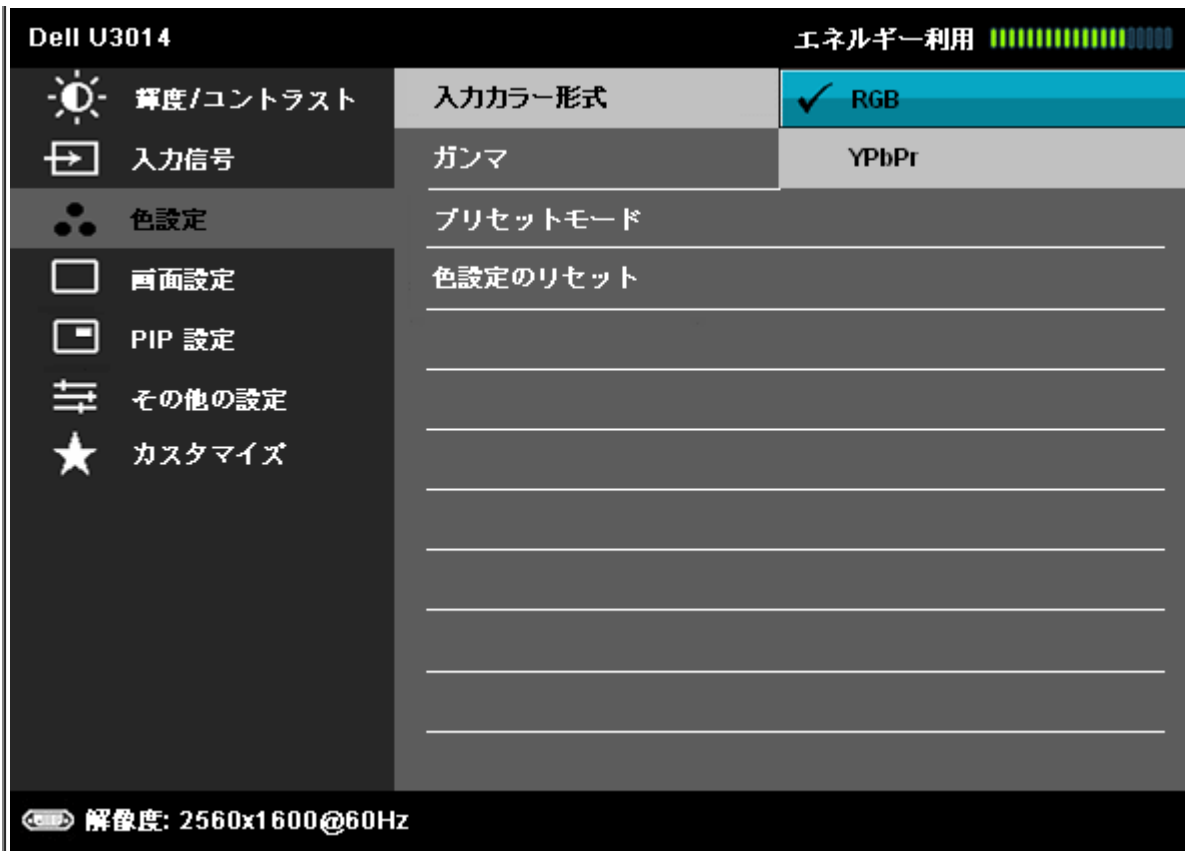 Dell U3014
エネルギー利用
輝度/コントラスト
入力カラー形式
RGB
入力信号
ガンマ
YPbPr
色設定
プリセットモード
画面設定
色設定のリセット
PIP 設定
その他の設定
カスタマイズ
解像度: 2560x1600@60Hz